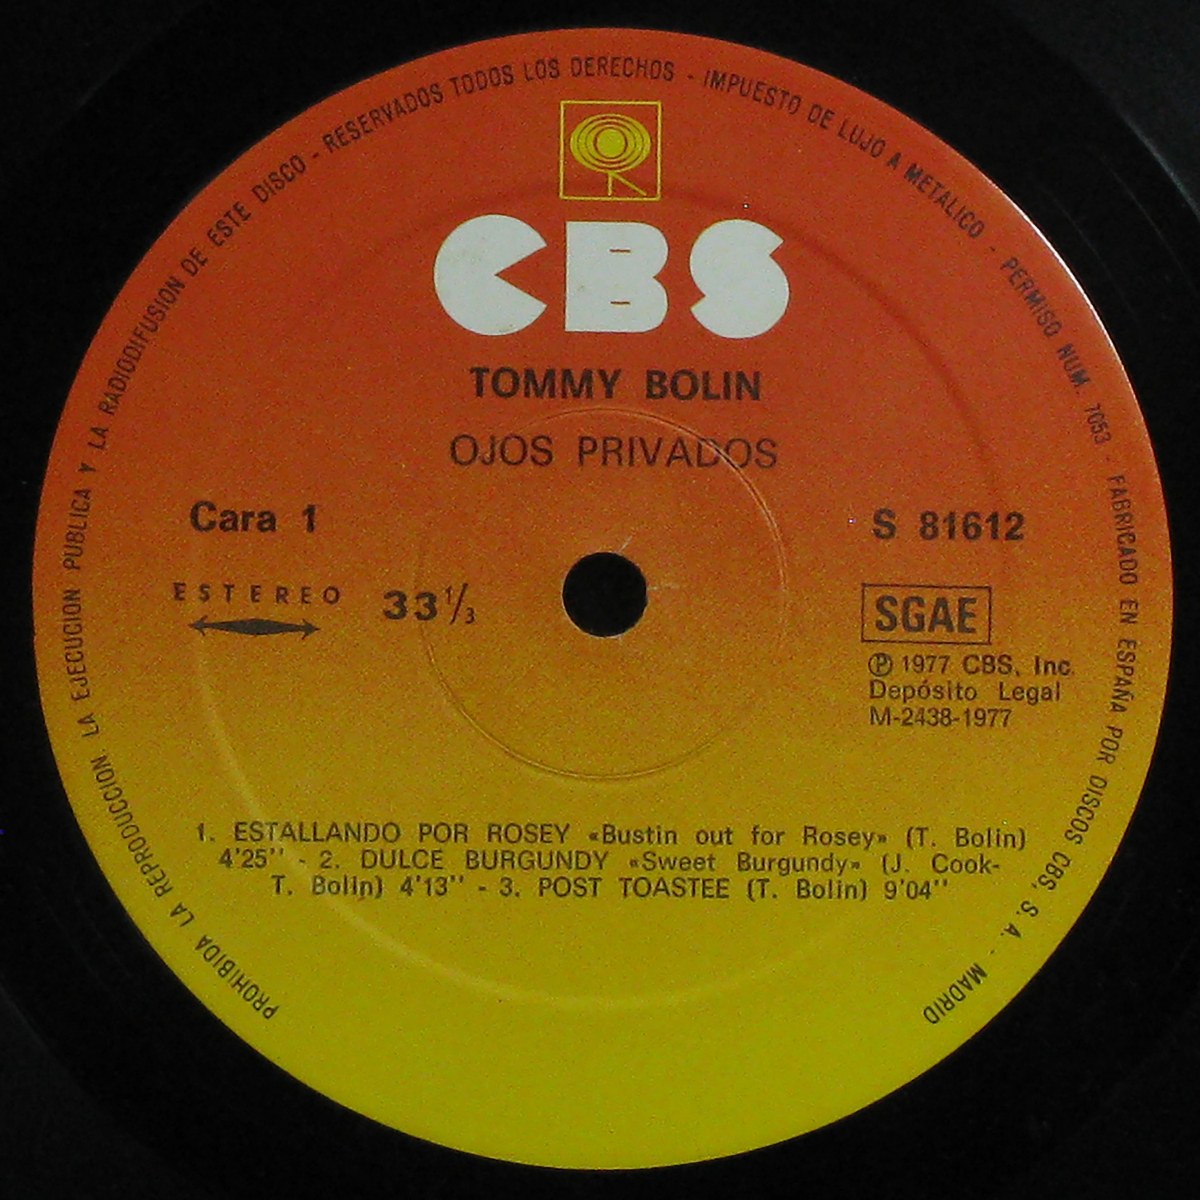 PROHIBIDA LA REPRODUCCION, LA EJECUCION PUBLICA Y LA RADIODIFUSION DE ESTE DISCO - RESERVADOS TODOS LOS DERECHOS - IMPUESTO DE LUJO A METALICO - PERMISO NUM. 7053 - FABRICADO EN ESPAÑA POR DISCOS CBS, S. A. - MADRID
CBS
TOMMY BOLIN
OJOS PRIVADOS
Cara 1
S 81612
ESTEREO
33 1/3
SGAE
℗ 1977 CBS, Inc.
Depósito Legal
M-2438-1977
1. ESTALLANDO POR ROSEY «Bustin out for Rosey» (T. Bolin)
4'25'' - 2. DULCE BURGUNDY «Sweet Burgundy» (J. Cook-
T. Bolin) 4'13'' - 3. POST TOASTEE (T. Bolin) 9'04''